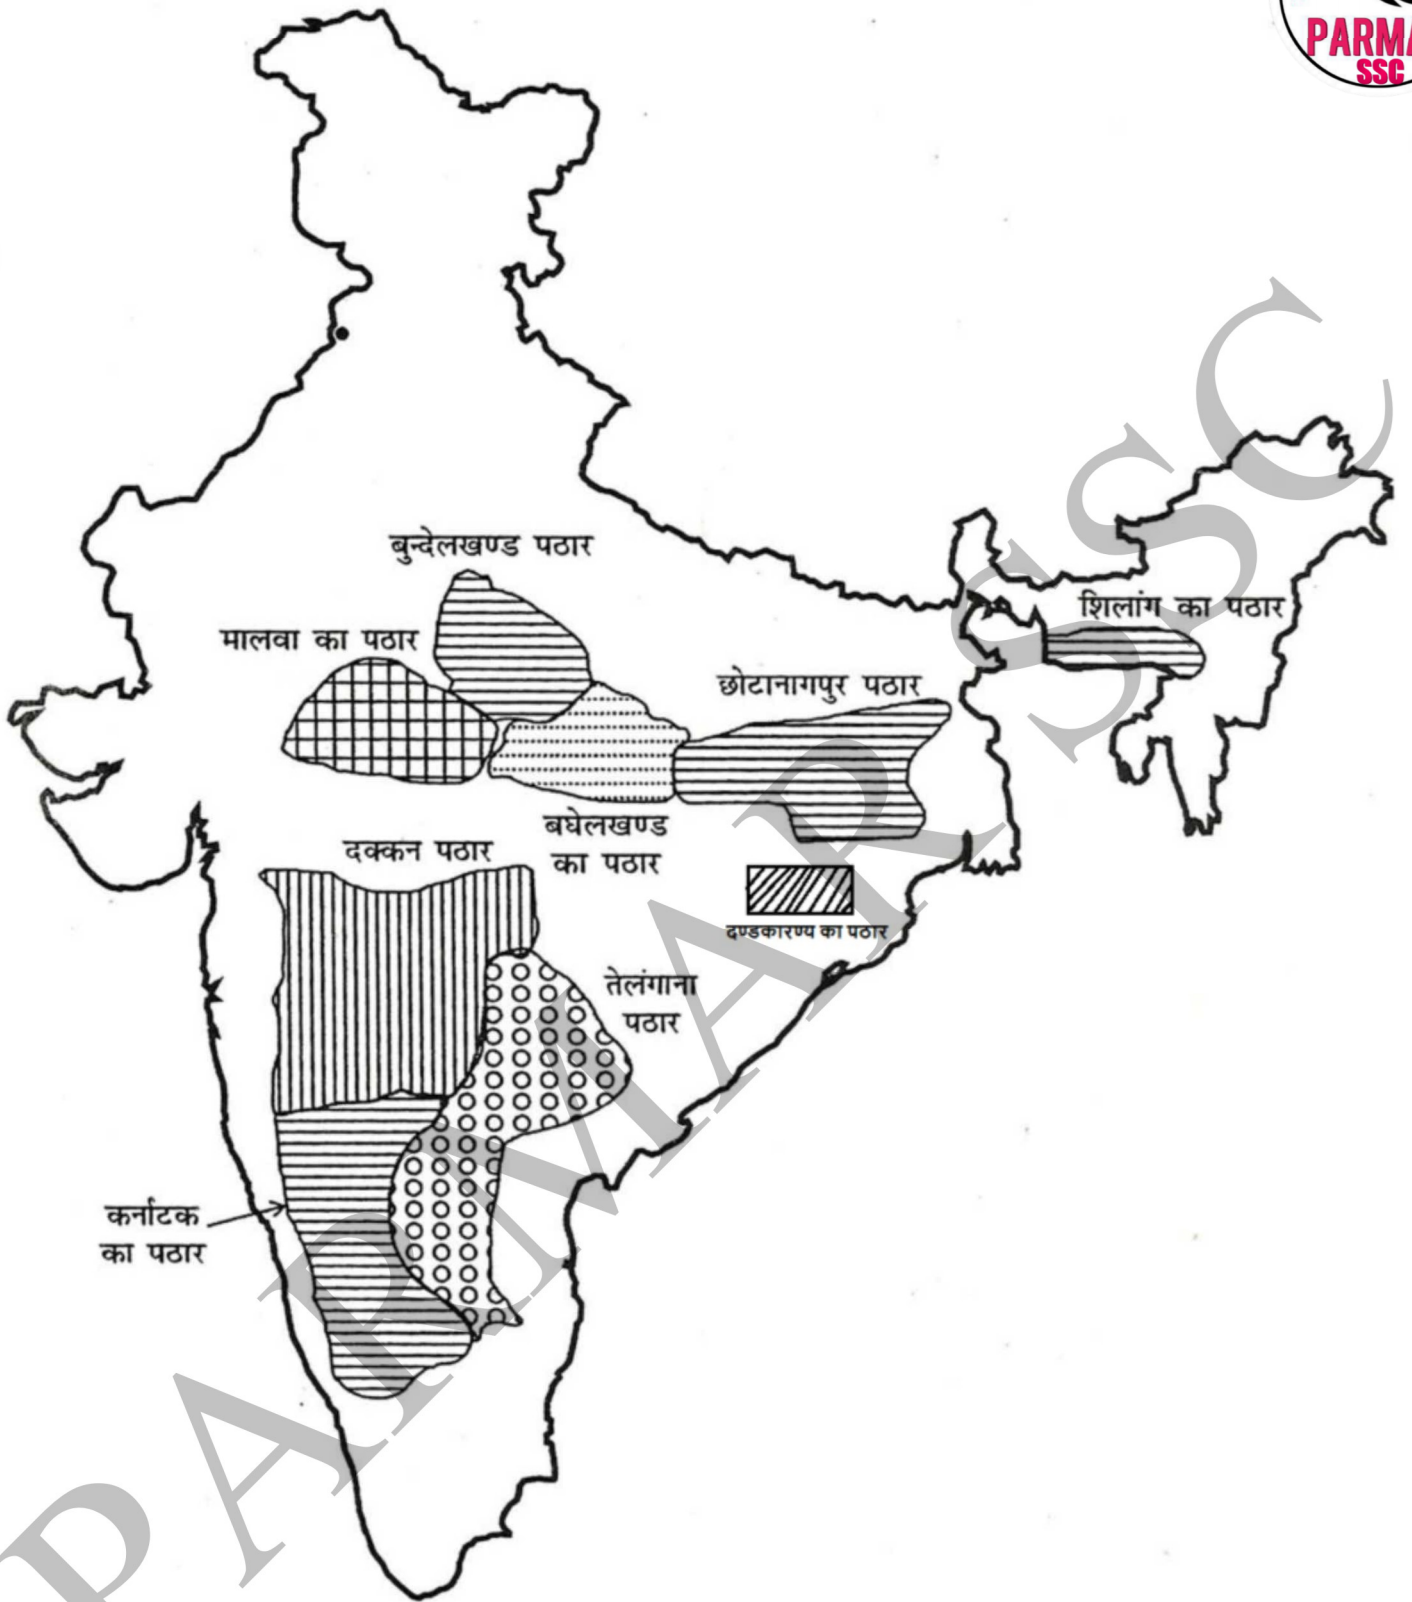 PARMA
SSC
बुन्देलखण्ड पठार
शिलांग का पठार
मालवा का पठार
छोटानागपुर पठार
बघेलखण्ड
का पठार
दक्कन पठार
दण्डकारण्य का पठार
तेलंगाना
पठार
कर्नाटक
का पठार
PARMAR SSC